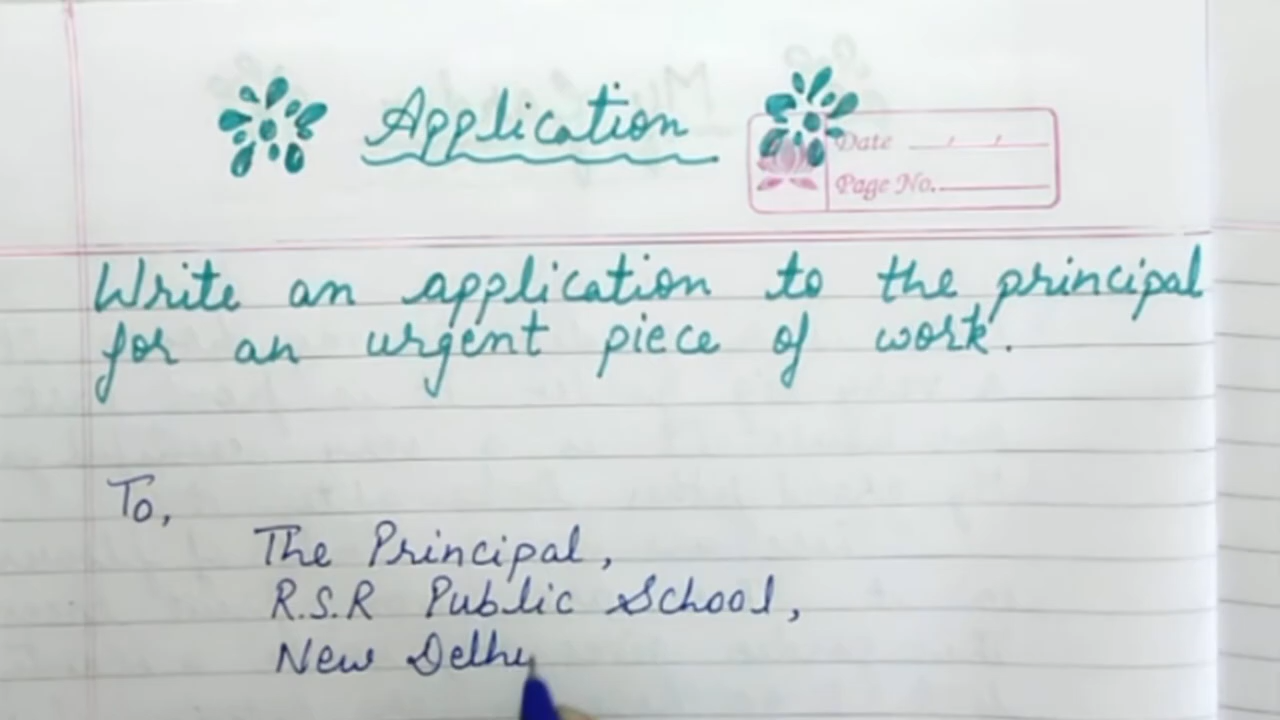 Application
Date / /
Page No.
Write an application to the principal
for an urgent piece of work.
To,
The Principal,
R.S.R Public School,
New Delhi